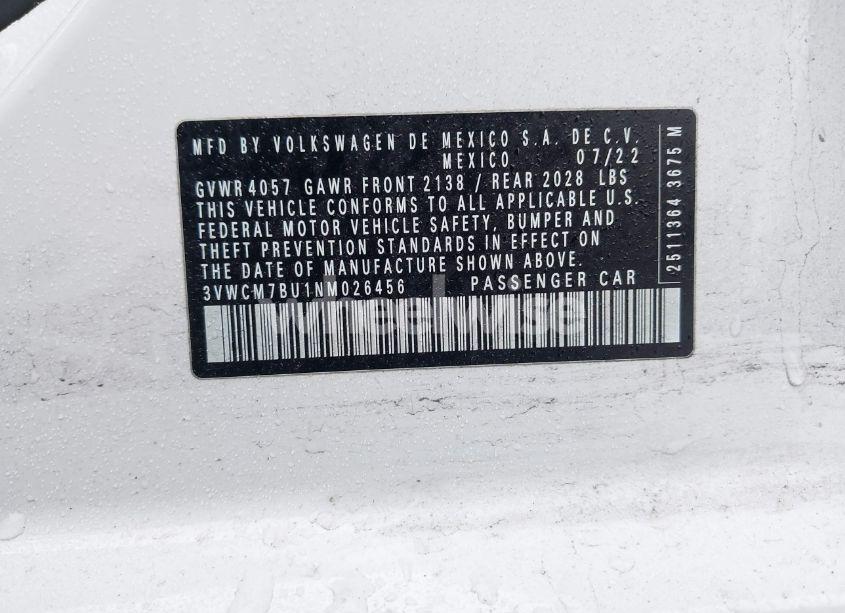 MFD BY VOLKSWAGEN DE MEXICO S.A. DE C.V.
MEXICO 07/22
GVWR 4057 GAWR FRONT 2138 / REAR 2028 LBS
THIS VEHICLE CONFORMS TO ALL APPLICABLE U.S.
FEDERAL MOTOR VEHICLE SAFETY, BUMPER AND
THEFT PREVENTION STANDARDS IN EFFECT ON
THE DATE OF MANUFACTURE SHOWN ABOVE.
3VWCM7BU1NM026456 PASSENGER CAR
2511364 3675 M
wheelwise